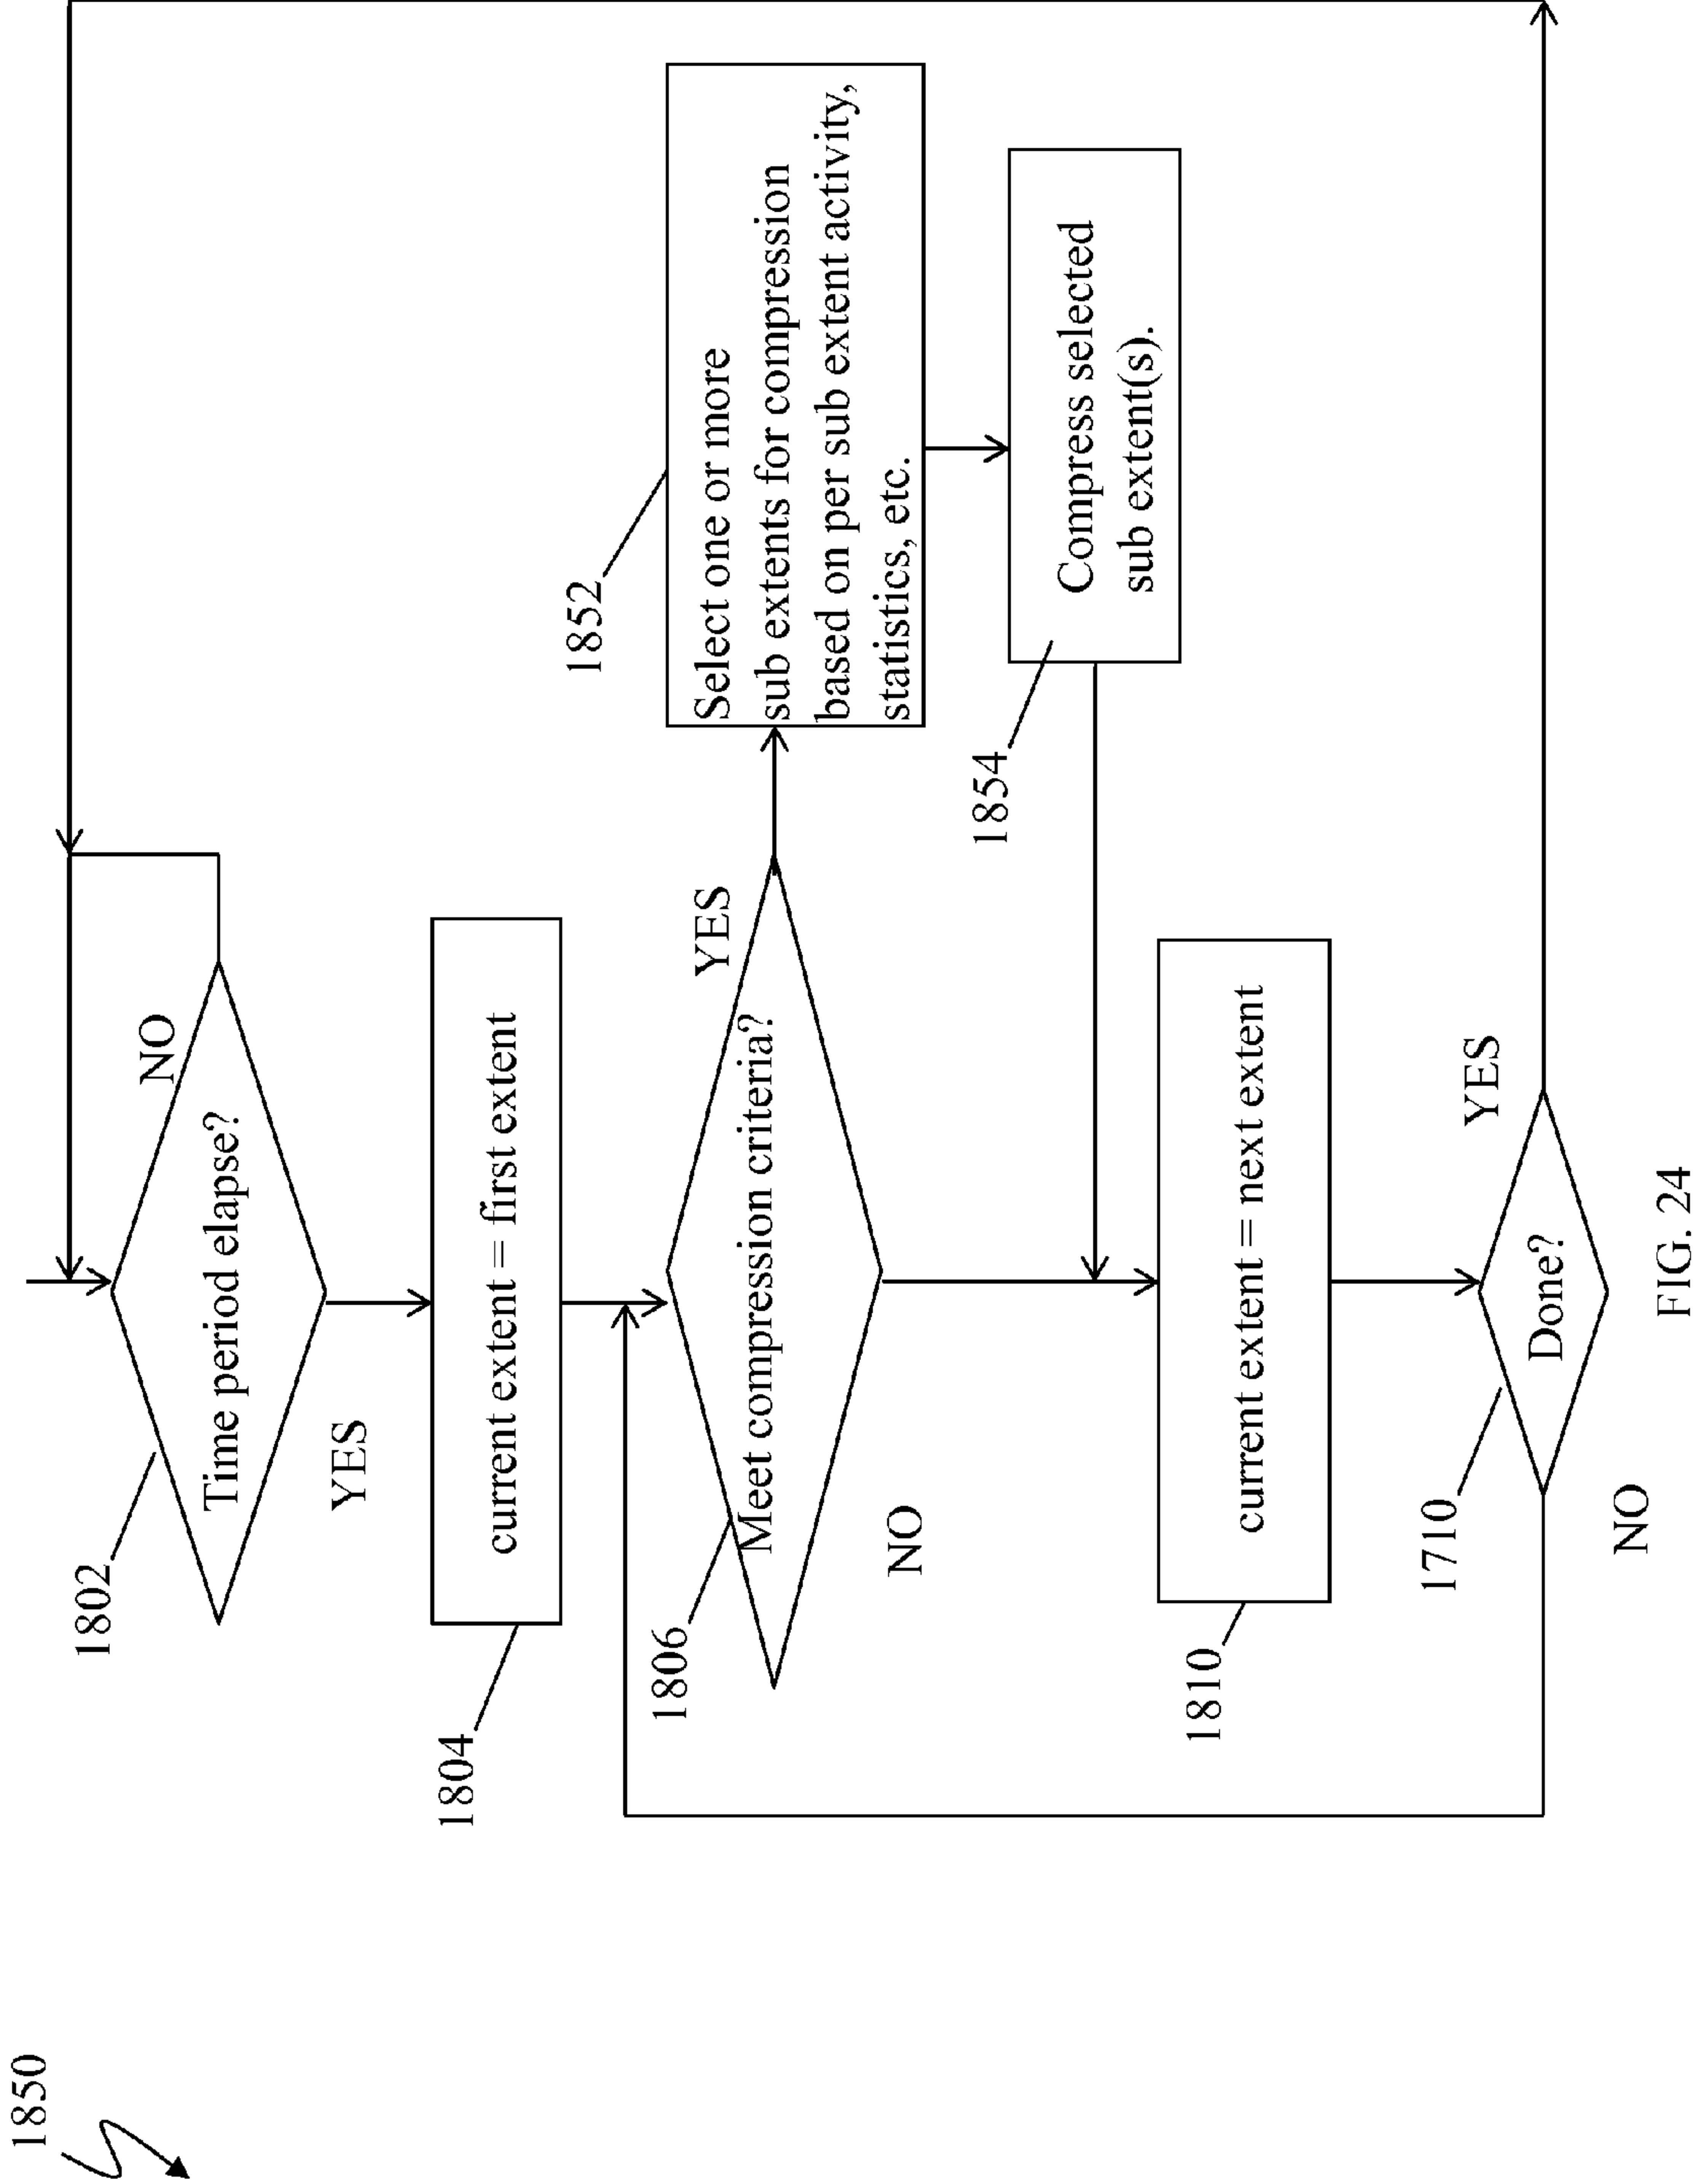 1850
1802
Time period elapse?
NO
YES
1804
current extent = first extent
1806
Meet compression criteria?
YES
NO
1852
Select one or more
sub extents for compression
based on per sub extent activity,
statistics, etc.
1854
Compress selected
sub extent(s).
1810
current extent = next extent
1710
Done?
YES
NO
FIG. 24